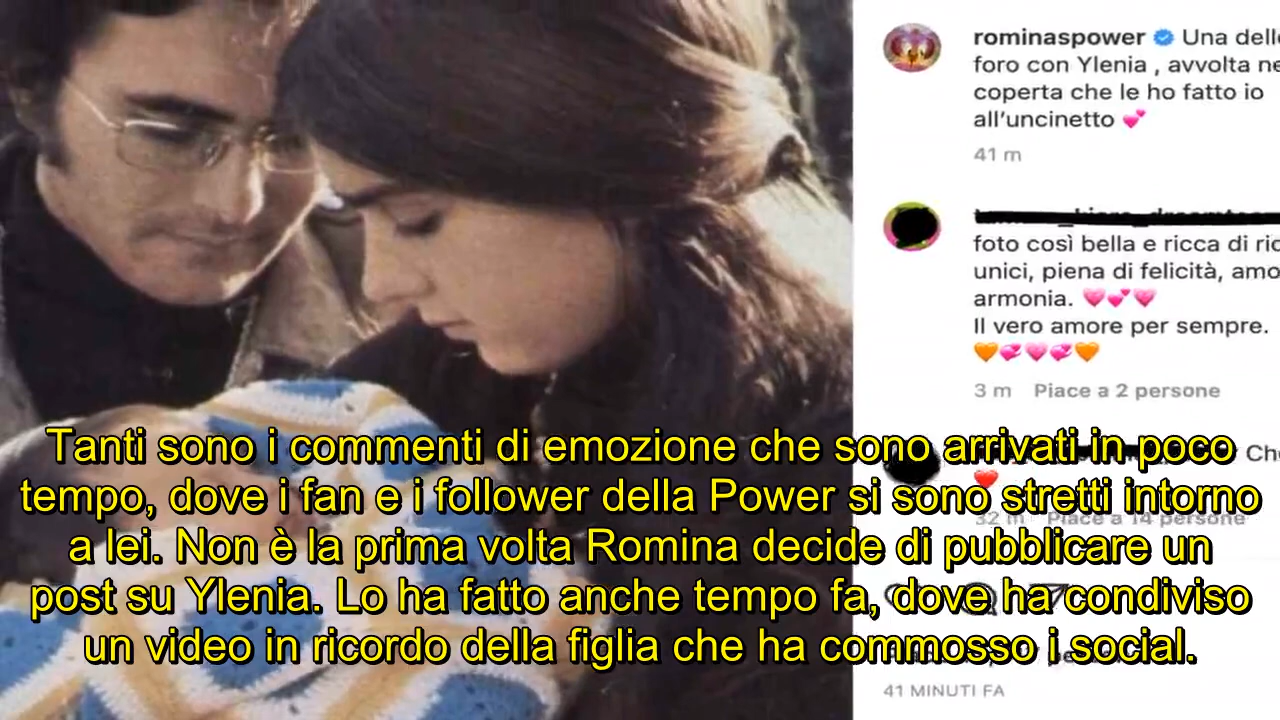 rominaspower Una delle
foro con Ylenia , avvolta ne
coperta che le ho fatto io
all'uncinetto 💕
41 m
foto così bella e ricca di ric
unici, piena di felicità, amo
armonia. 💗💕💗
Il vero amore per sempre.
🧡💞💗💞🧡
3 m Piace a 2 persone
❤️
32 m Piace a 14 persone
Tanti sono i commenti di emozione che sono arrivati in poco
tempo, dove i fan e i follower della Power si sono stretti intorno
a lei. Non è la prima volta Romina decide di pubblicare un
post su Ylenia. Lo ha fatto anche tempo fa, dove ha condiviso
un video in ricordo della figlia che ha commosso i social.
41 MINUTI FA